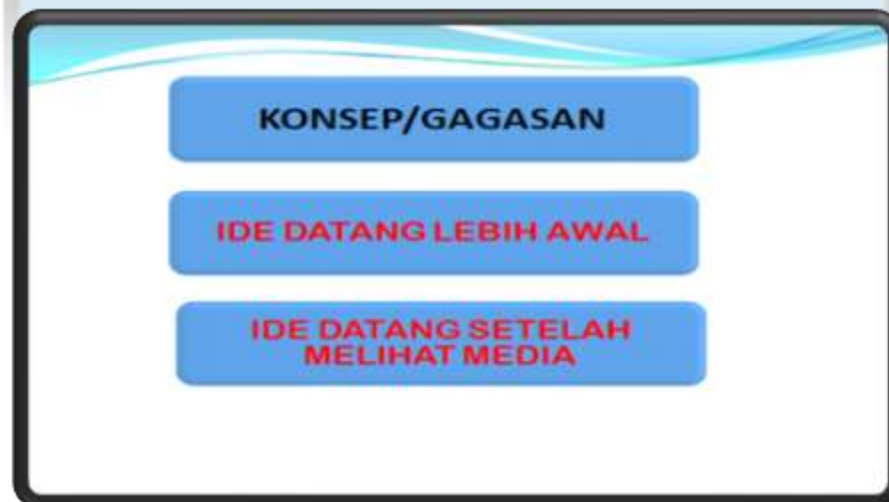 KONSEP/GAGASAN
IDE DATANG LEBIH AWAL
IDE DATANG SETELAH
MELIHAT MEDIA